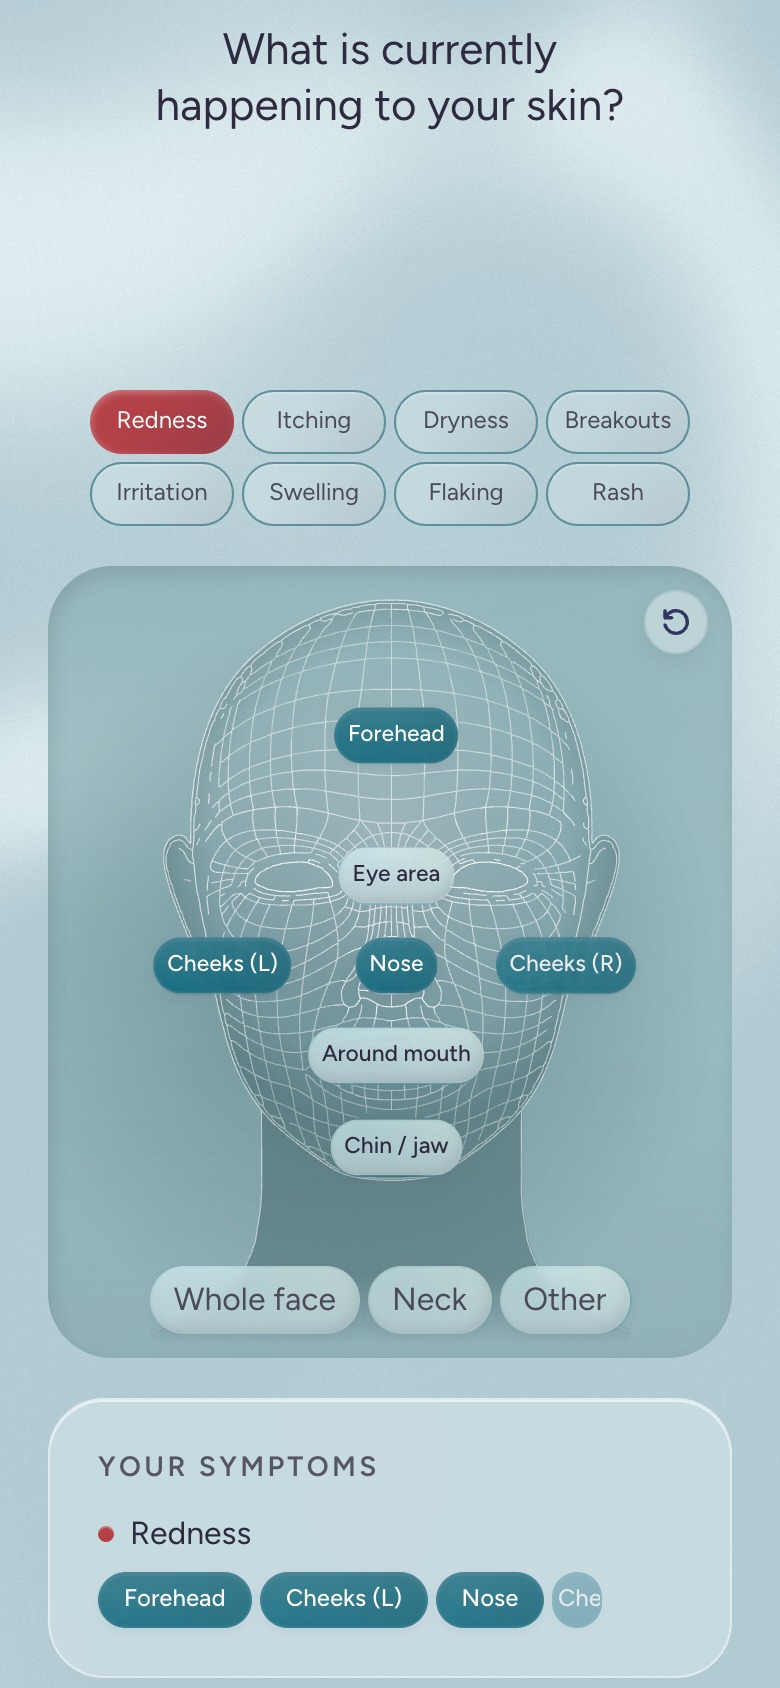 What is currently
happening to your skin?
Redness Itching Dryness Breakouts
Irritation Swelling Flaking Rash
Forehead
Eye area
Cheeks (L) Nose Cheeks (R)
Around mouth
Chin / jaw
Whole face Neck Other
YOUR SYMPTOMS
Redness
Forehead Cheeks (L) Nose Che